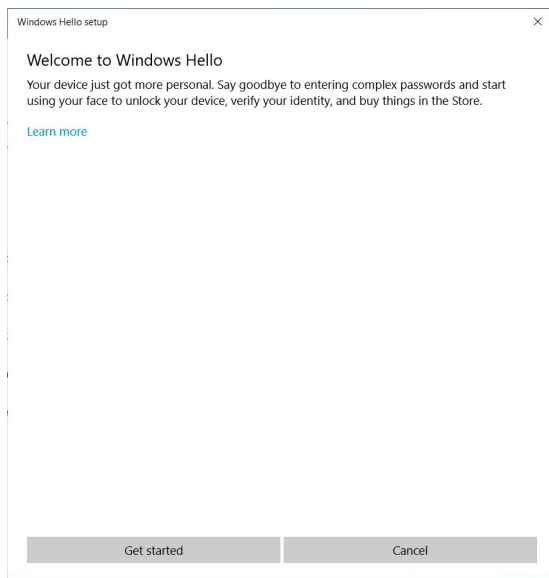 Windows Hello setup
Welcome to Windows Hello
Your device just got more personal. Say goodbye to entering complex passwords and start
using your face to unlock your device, verify your identity, and buy things in the Store.
Learn more
Get started
Cancel